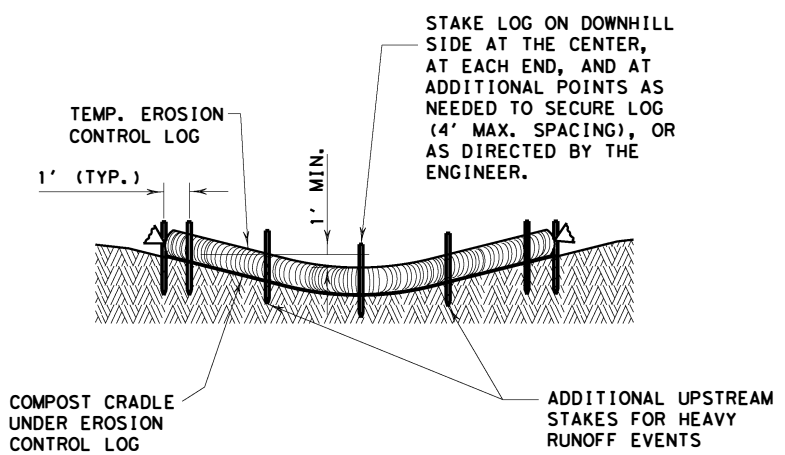 STAKE LOG ON DOWNHILL
SIDE AT THE CENTER,
AT EACH END, AND AT
ADDITIONAL POINTS AS
NEEDED TO SECURE LOG
(4' MAX. SPACING), OR
AS DIRECTED BY THE
ENGINEER.
TEMP. EROSION
CONTROL LOG
1' (TYP.)
1' MIN.
COMPOST CRADLE
UNDER EROSION
CONTROL LOG
ADDITIONAL UPSTREAM
STAKES FOR HEAVY
RUNOFF EVENTS